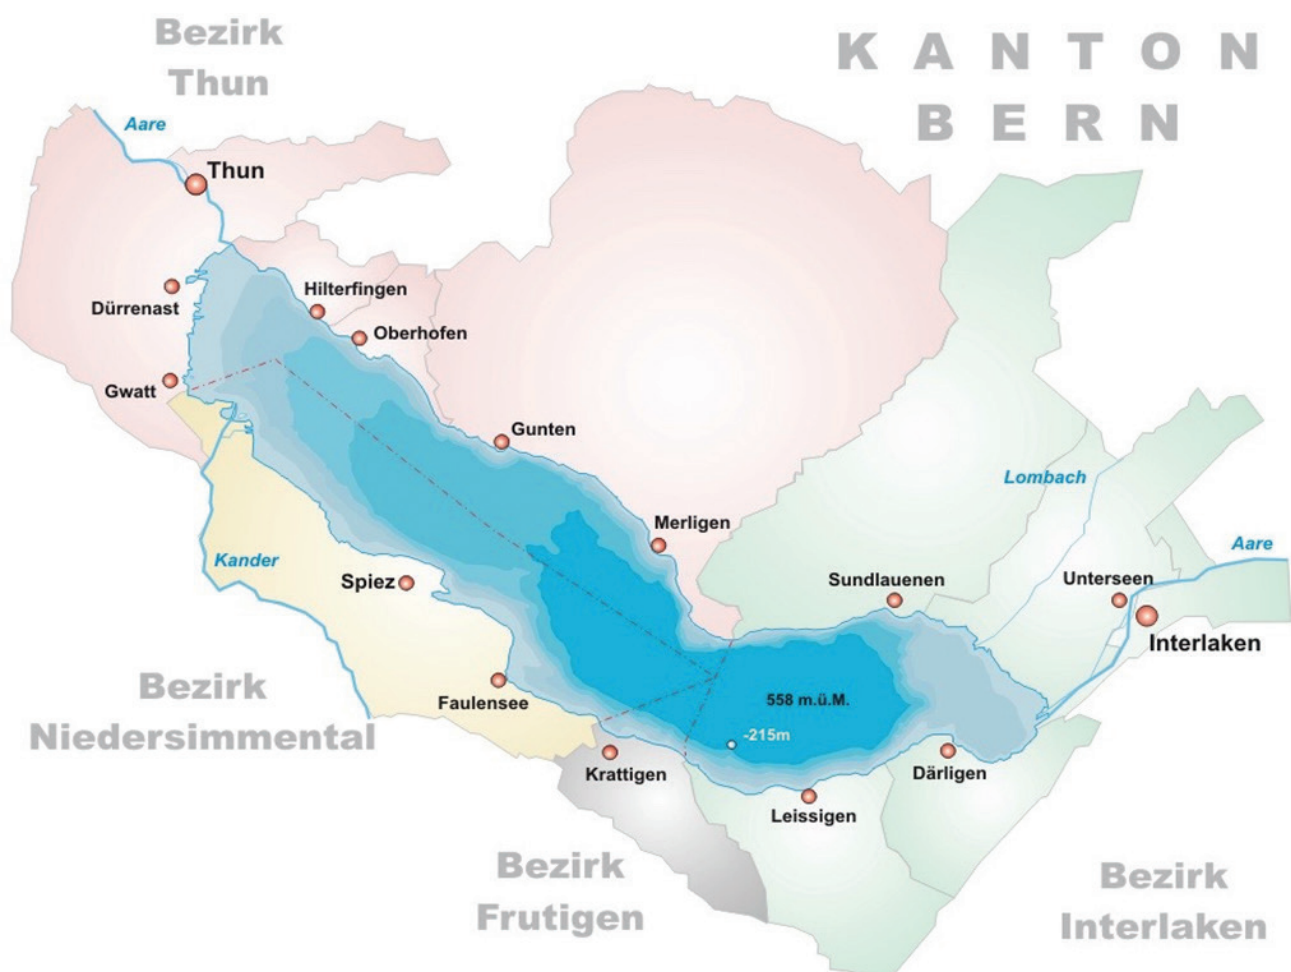 Bezirk
Thun
KANTON
BERN
Aare
Thun
Dürrenast
Hilterfingen
Oberhofen
Gwatt
Gunten
Lombach
Merligen
Aare
Kander
Spiez
Sundlauenen
Unterseen
Interlaken
Bezirk
Niedersimmental
Faulensee
558 m.ü.M.
-215m
Krattigen
Därligen
Leissigen
Bezirk
Frutigen
Bezirk
Interlaken